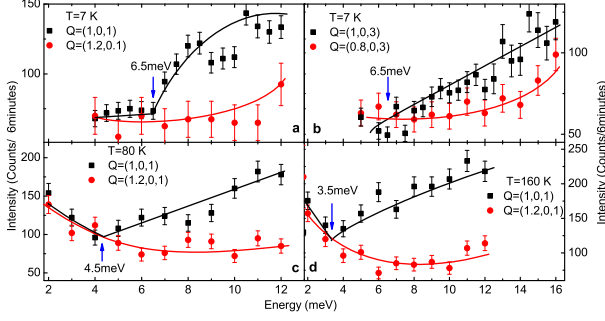 T=7 K
Q=(1,0,1)
Q=(1.2,0,1)
6.5meV
a
150
100
T=7 K
Q=(1,0,3)
Q=(0.8,0,3)
6.5meV
b
100
50
T=80 K
Q=(1,0,1)
Q=(1.2,0,1)
4.5meV
c
200
150
100
50
3.5meV
T=160 K
Q=(1,0,1)
Q=(1.2,0,1)
d
250
200
150
100
0 2 4 6 8 10 12 2 4 6 8 10 12 14 16
Energy (meV)
Energy (meV)
Intensity (Counts/ 6minutes)
Intensity (Counts/6minutes)